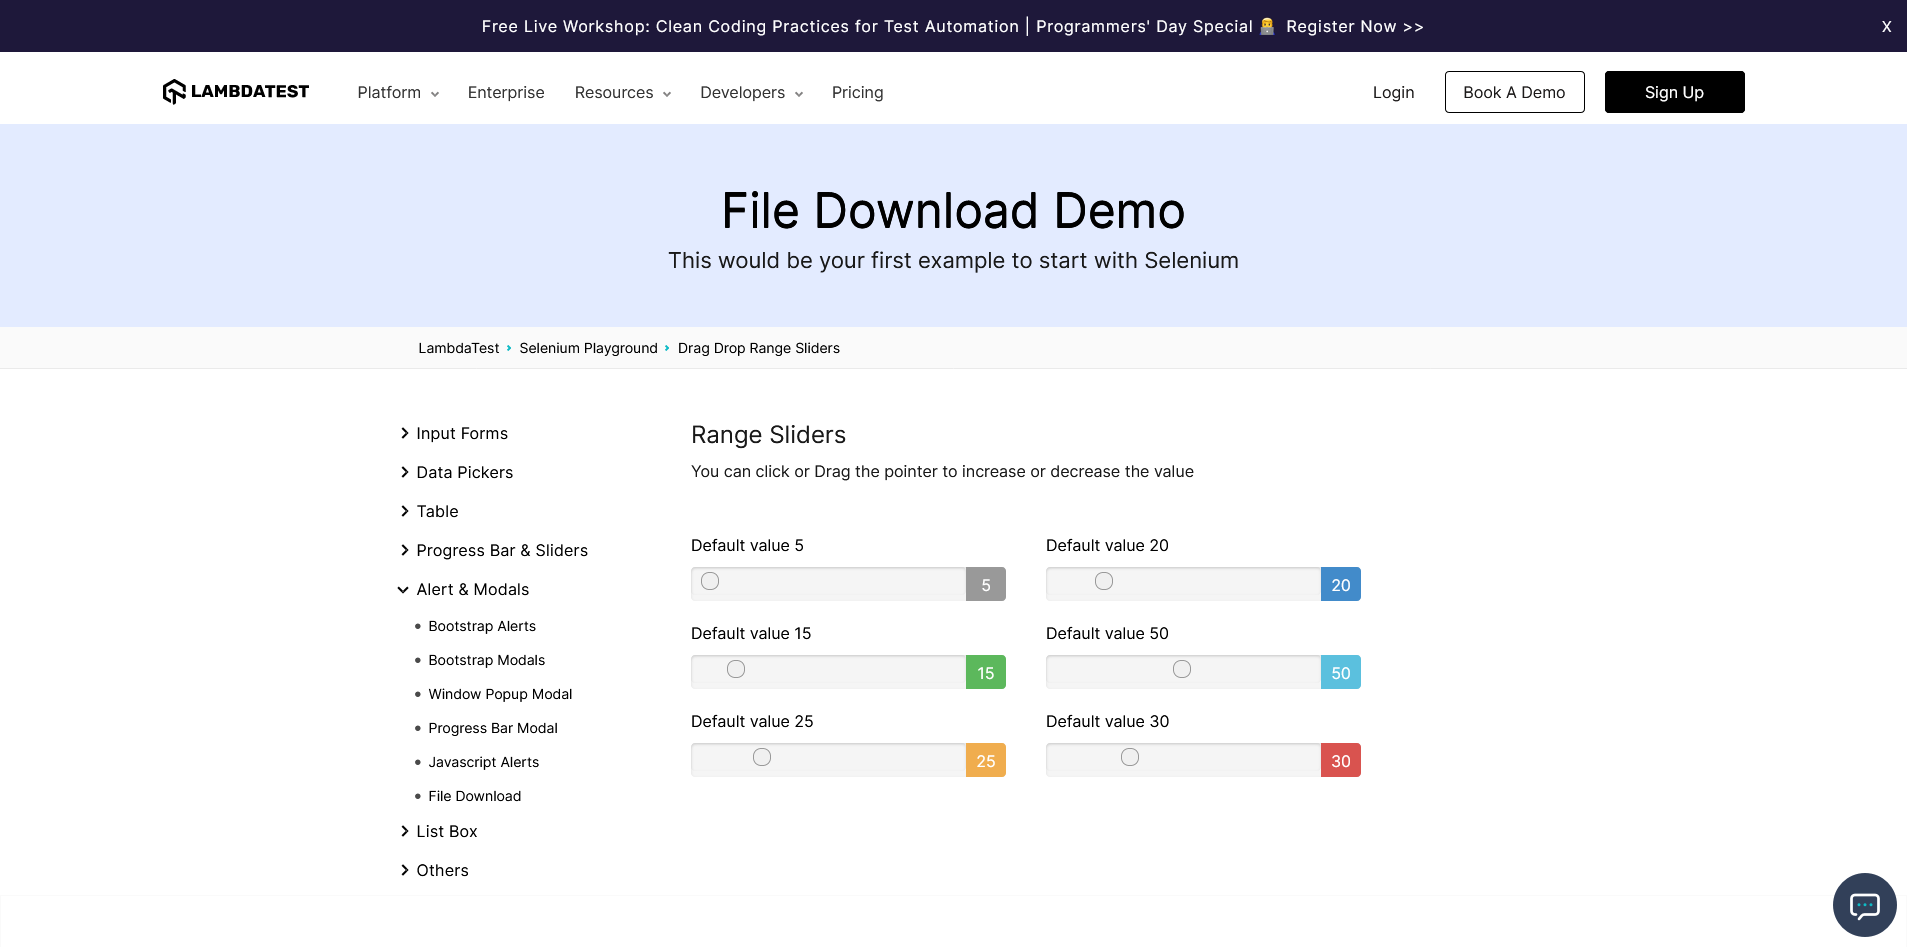 Free Live Workshop: Clean Coding Practices for Test Automation | Programmers' Day Special 👨‍💻 Register Now >>
X
LAMBDATEST
Platform
Enterprise
Resources
Developers
Pricing
Login
Book A Demo
Sign Up
File Download Demo
This would be your first example to start with Selenium
LambdaTest › Selenium Playground › Drag Drop Range Sliders
Input Forms
Data Pickers
Table
Progress Bar & Sliders
Alert & Modals
Bootstrap Alerts
Bootstrap Modals
Window Popup Modal
Progress Bar Modal
Javascript Alerts
File Download
List Box
Others
Range Sliders
You can click or Drag the pointer to increase or decrease the value
Default value 5
5
Default value 20
20
Default value 15
15
Default value 50
50
Default value 25
25
Default value 30
30